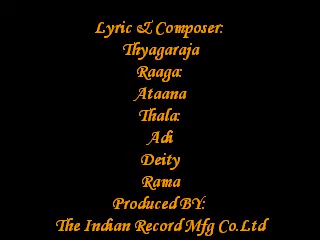 Lyric & Composer:
Thyagaraja
Raaga:
Ataana
Thala:
Adi
Deity
Rama
Produced BY:
The Indian Record Mfg Co.Ltd